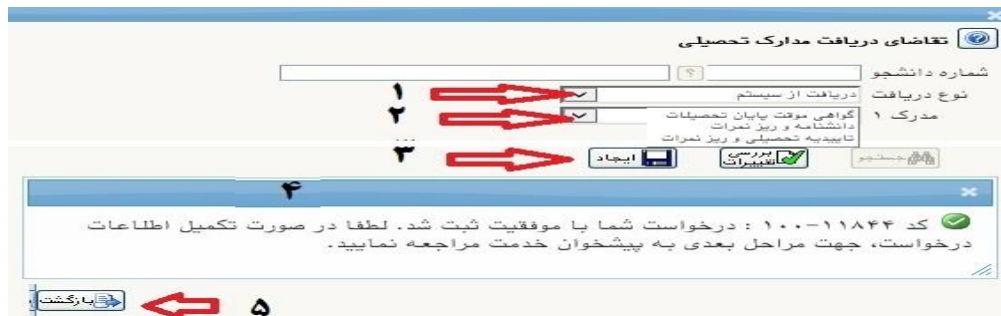 تقاضای دریافت مدارک تحصیلی
شماره دانشجو ?
نوع دریافت دریافت از سیستم ۱
مدرک ۱ گواهی موقت پایان تحصیلات ۲
دانشنامه و ریز نمرات
تاییدیه تحصیلی و ریز نمرات
جستجو بررسی تغییرات ایجاد ۳
۴
کد ۱۱۸۴۴-۱۰۰ : درخواست شما با موفقیت ثبت شد. لطفا در صورت تکمیل اطلاعات
درخواست، جهت مراحل بعدی به پیشخوان خدمت مراجعه نمایید.
۵ بازگشت